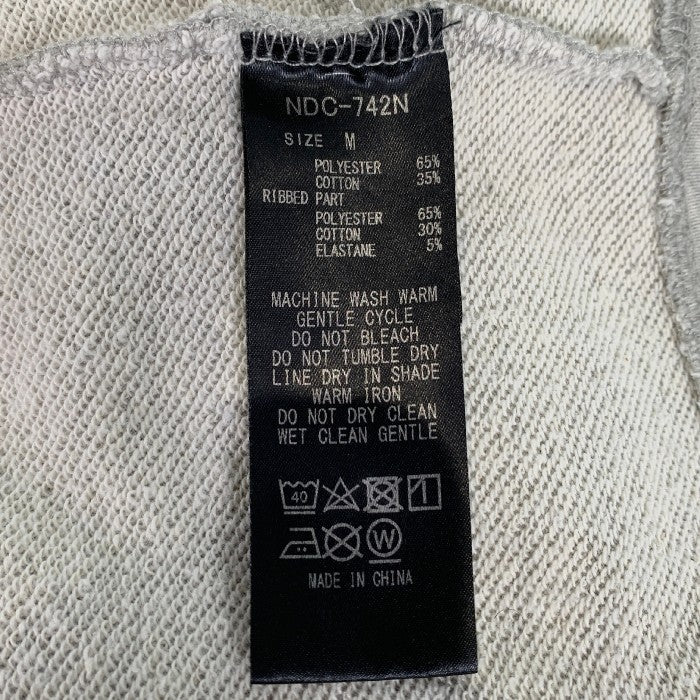 NDC-742N
SIZE M
POLYESTER 65%
COTTON 35%
RIBBED PART
POLYESTER 65%
COTTON 30%
ELASTANE 5%
MACHINE WASH WARM
GENTLE CYCLE
DO NOT BLEACH
DO NOT TUMBLE DRY
LINE DRY IN SHADE
WARM IRON
DO NOT DRY CLEAN
WET CLEAN GENTLE
40
W
MADE IN CHINA